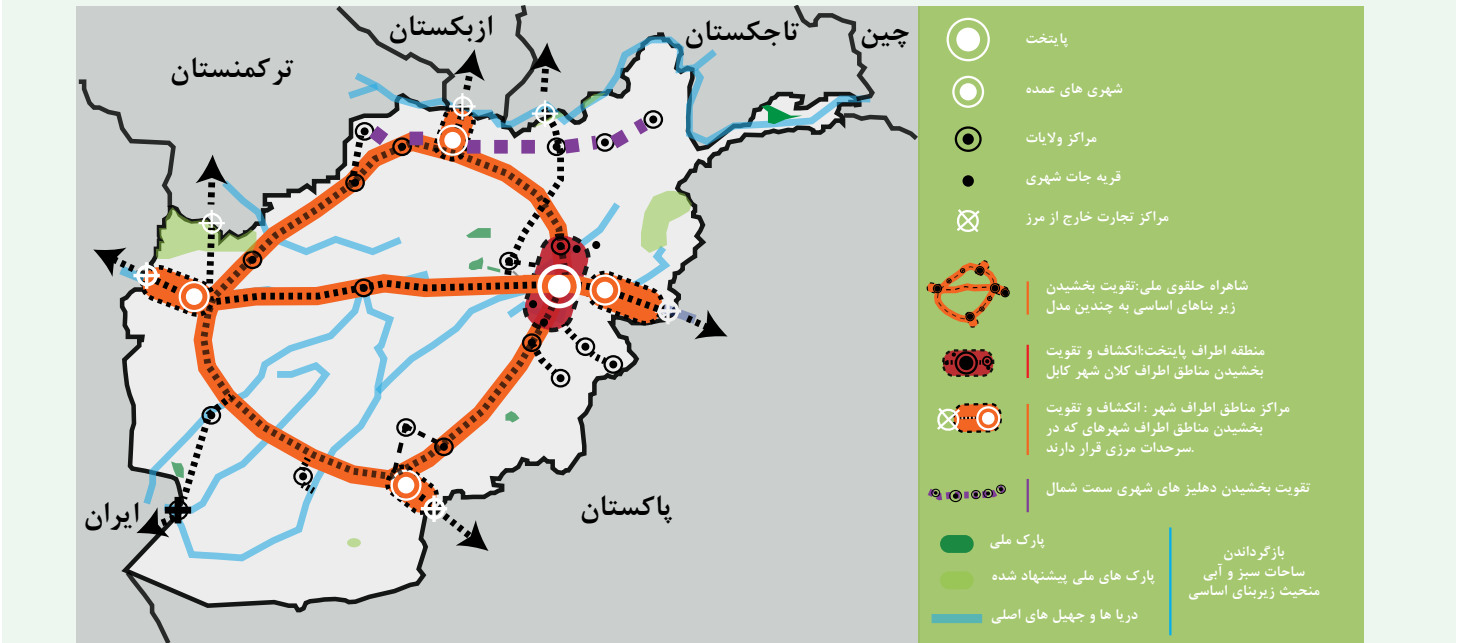 چین
تاجکستان
ازبکستان
ترکمنستان
ایران
پاکستان
پایتخت
شهری های عمده
مراکز ولایات
قریه جات شهری
مراکز تجارت خارج از مرز
شاهراه حلقوی ملی:تقویت بخشیدن
زیر بناهای اساسی به چندین مدل
منطقه اطراف پایتخت:انکشاف و تقویت
بخشیدن مناطق اطراف کلان شهر کابل
مراکز مناطق اطراف شهر : انکشاف و تقویت
بخشیدن مناطق اطراف شهرهای که در
سرحدات مرزی قرار دارند.
تقویت بخشیدن دهلیز های شهری سمت شمال
پارک ملی
پارک های ملی پیشنهاد شده
دریا ها و جهیل های اصلی
بازگرداندن
ساحات سبز و آبی
منحیث زیربنای اساسی